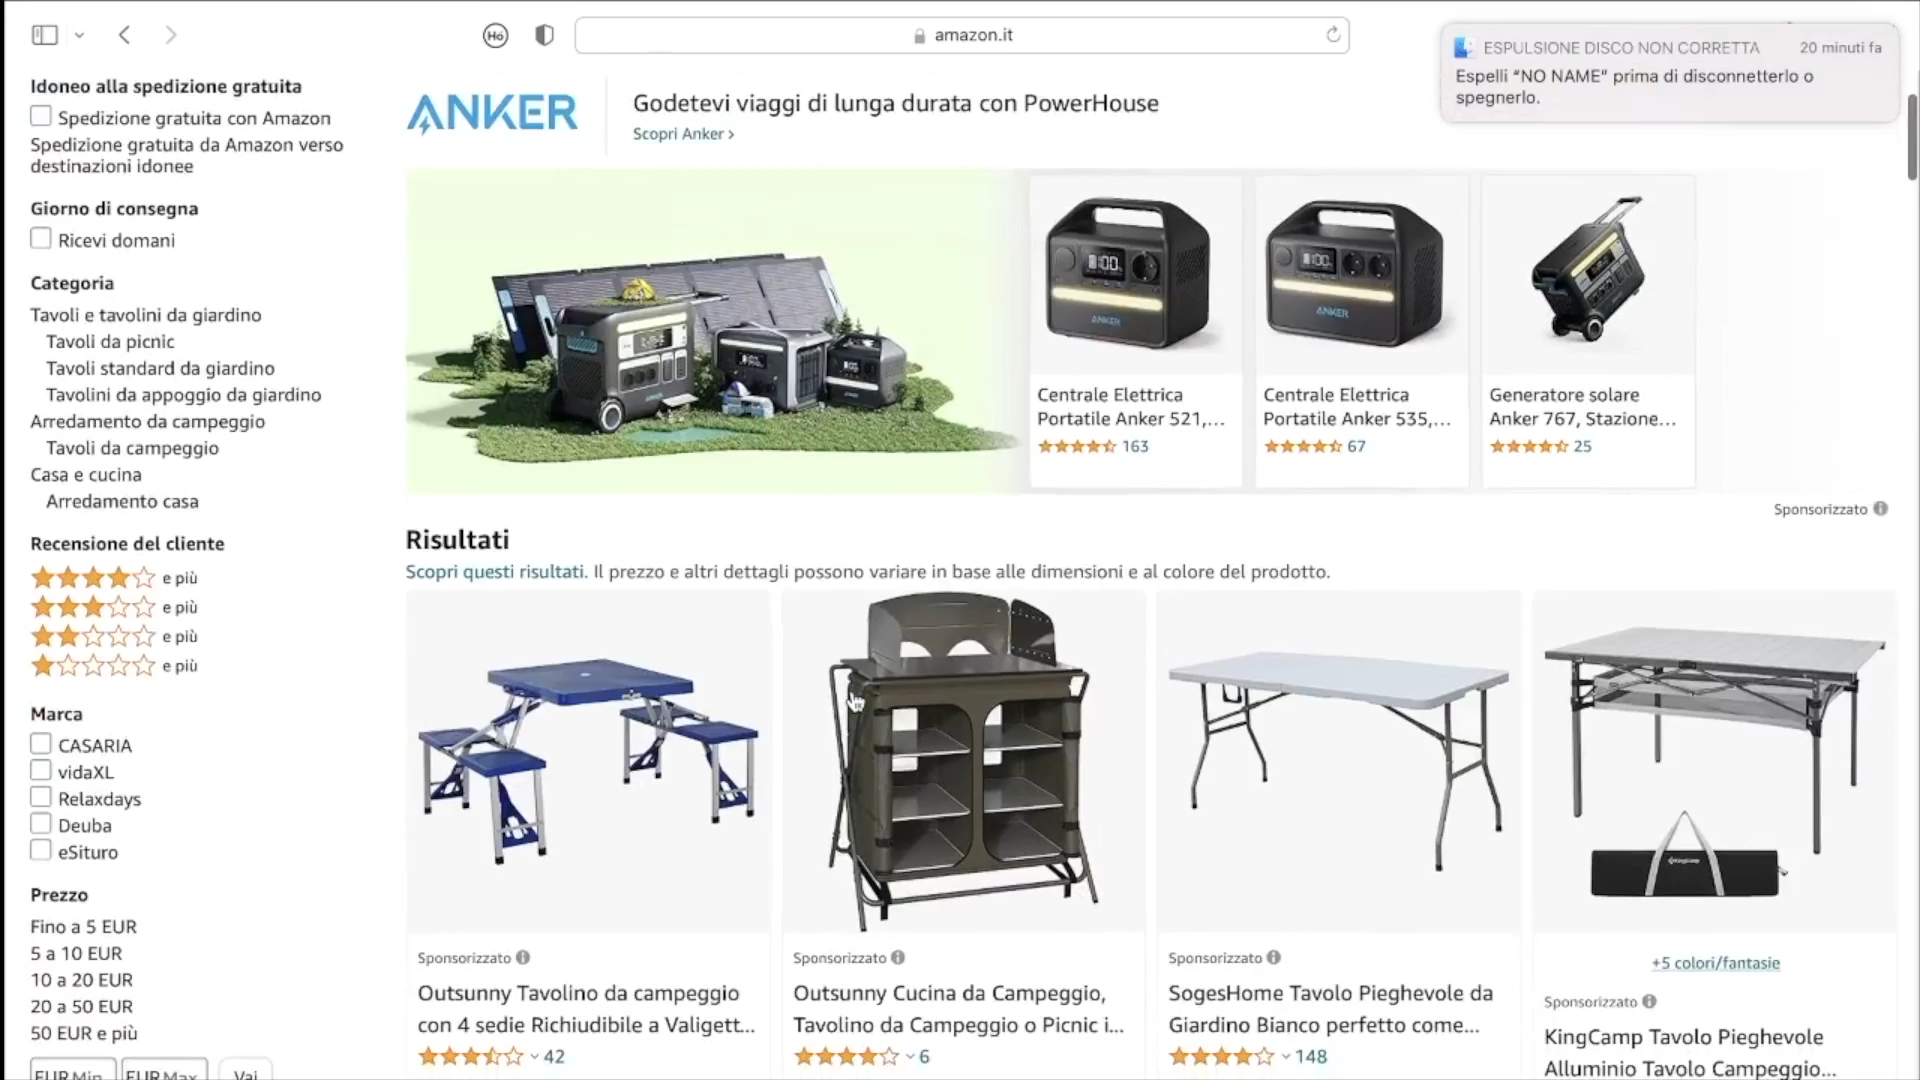 Hó
amazon.it
ESPULSIONE DISCO NON CORRETTA
20 minuti fa
Espelli “NO NAME” prima di disconnetterlo o
spegnerlo.
Idoneo alla spedizione gratuita
Spedizione gratuita con Amazon
Spedizione gratuita da Amazon verso
destinazioni idonee
Giorno di consegna
Ricevi domani
Categoria
Tavoli e tavolini da giardino
Tavoli da picnic
Tavoli standard da giardino
Tavolini da appoggio da giardino
Arredamento da campeggio
Tavoli da campeggio
Casa e cucina
Arredamento casa
Recensione del cliente
e più
e più
e più
e più
Marca
CASARIA
vidaXL
Relaxdays
Deuba
eSituro
Prezzo
Fino a 5 EUR
5 a 10 EUR
10 a 20 EUR
20 a 50 EUR
50 EUR e più
EUR Min
EUR Max
Vai
ANKER
Godetevi viaggi di lunga durata con PowerHouse
Scopri Anker ›
ANKER
ANKER
Centrale Elettrica
Portatile Anker 521,...
163
Centrale Elettrica
Portatile Anker 535,...
67
Generatore solare
Anker 767, Stazione...
25
Sponsorizzato
Risultati
Scopri questi risultati. Il prezzo e altri dettagli possono variare in base alle dimensioni e al colore del prodotto.
KingCamp
Sponsorizzato
Outsunny Tavolino da campeggio
con 4 sedie Richiudibile a Valigett...
42
Sponsorizzato
Outsunny Cucina da Campeggio,
Tavolino da Campeggio o Picnic i...
6
Sponsorizzato
SogesHome Tavolo Pieghevole da
Giardino Bianco perfetto come...
148
+5 colori/fantasie
Sponsorizzato
KingCamp Tavolo Pieghevole
Alluminio Tavolo Campeggio...